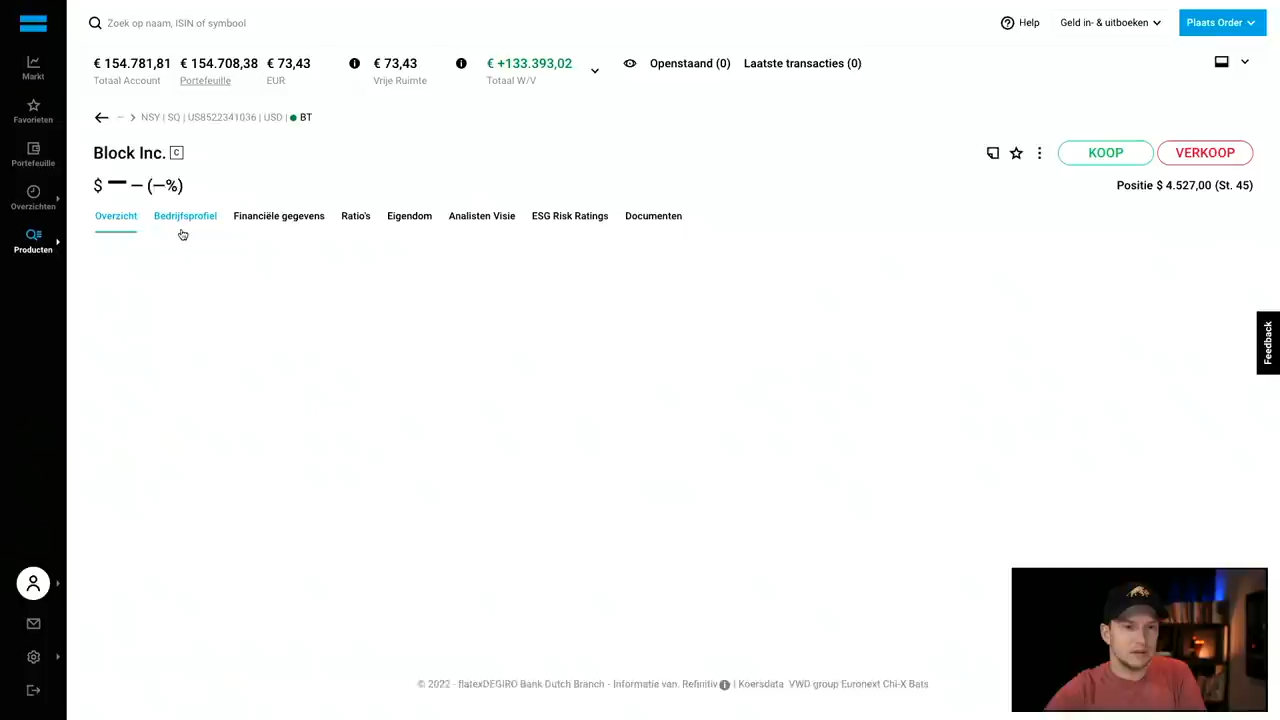 Zoek op naam, ISIN of symbool
Help
Geld in- & uitboeken
Plaats Order
€ 154.781,81
Totaal Account
€ 154.708,38
Portefeuille
€ 73,43
EUR
€ 73,43
Vrije Ruimte
€ +133.393,02
Totaal W/V
Openstaand (0)
Laatste transacties (0)
Markt
Favorieten
Portefeuille
Overzichten
Producten
— > NSY | SQ | US8522341036 | USD | BT
Block Inc. C
KOOP
VERKOOP
$ — — (—%)
Positie $ 4.527,00 (St. 45)
Overzicht
Bedrijfsprofiel
Financiële gegevens
Ratio's
Eigendom
Analisten Visie
ESG Risk Ratings
Documenten
Feedback
© 2022 - flatexDEGIRO Bank Dutch Branch - Informatie van. Refinitiv | Koersdata VWD group Euronext Chi-X Bats